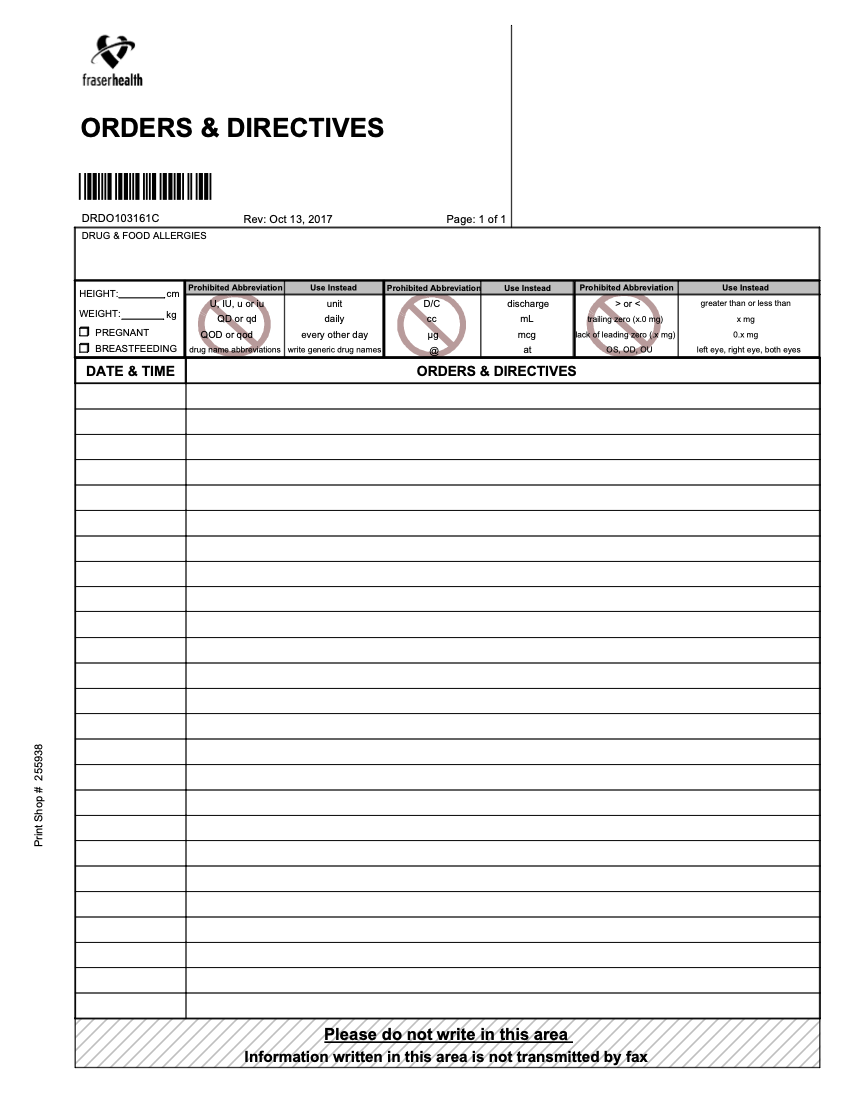 fraserhealth
ORDERS & DIRECTIVES
DRDO103161C Rev: Oct 13, 2017 Page: 1 of 1
DRUG & FOOD ALLERGIES
HEIGHT:________ cm
WEIGHT:________ kg
PREGNANT
BREASTFEEDING
Prohibited Abbreviation Use Instead Prohibited Abbreviation Use Instead Prohibited Abbreviation Use Instead
U, IU, u or iu unit D/C discharge > or < greater than or less than
QD or qd daily cc mL trailing zero (x.0 mg) x mg
QOD or qod every other day µg mcg lack of leading zero (.x mg) 0.x mg
drug name abbreviations write generic drug names @ at OS, OD, OU left eye, right eye, both eyes
DATE & TIME ORDERS & DIRECTIVES
Print Shop # 255938
Please do not write in this area
Information written in this area is not transmitted by fax